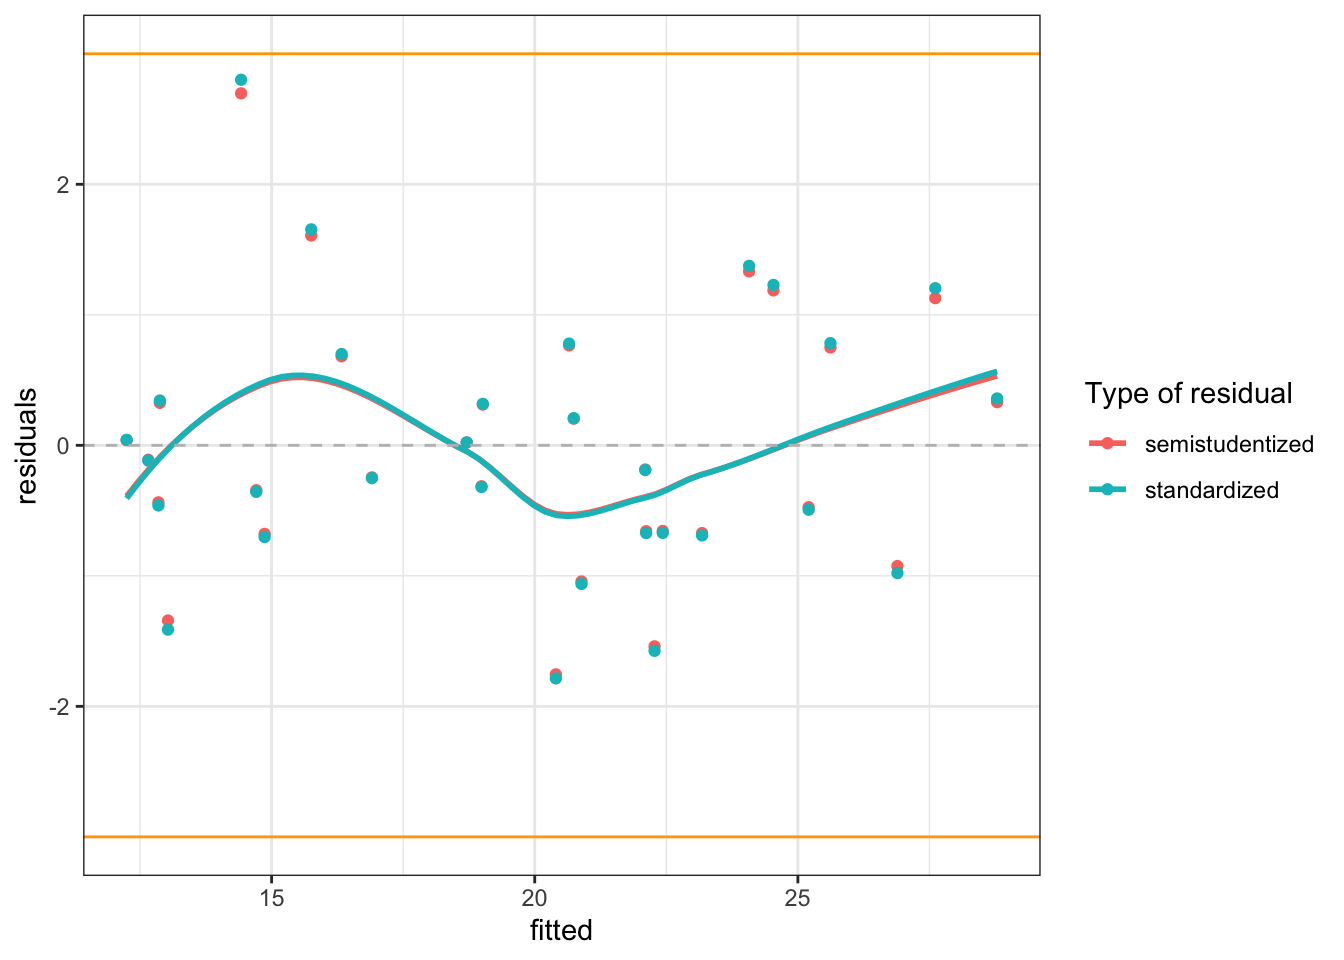 2
0
-2
15
20
25
fitted
residuals
Type of residual
semistudentized
standardized